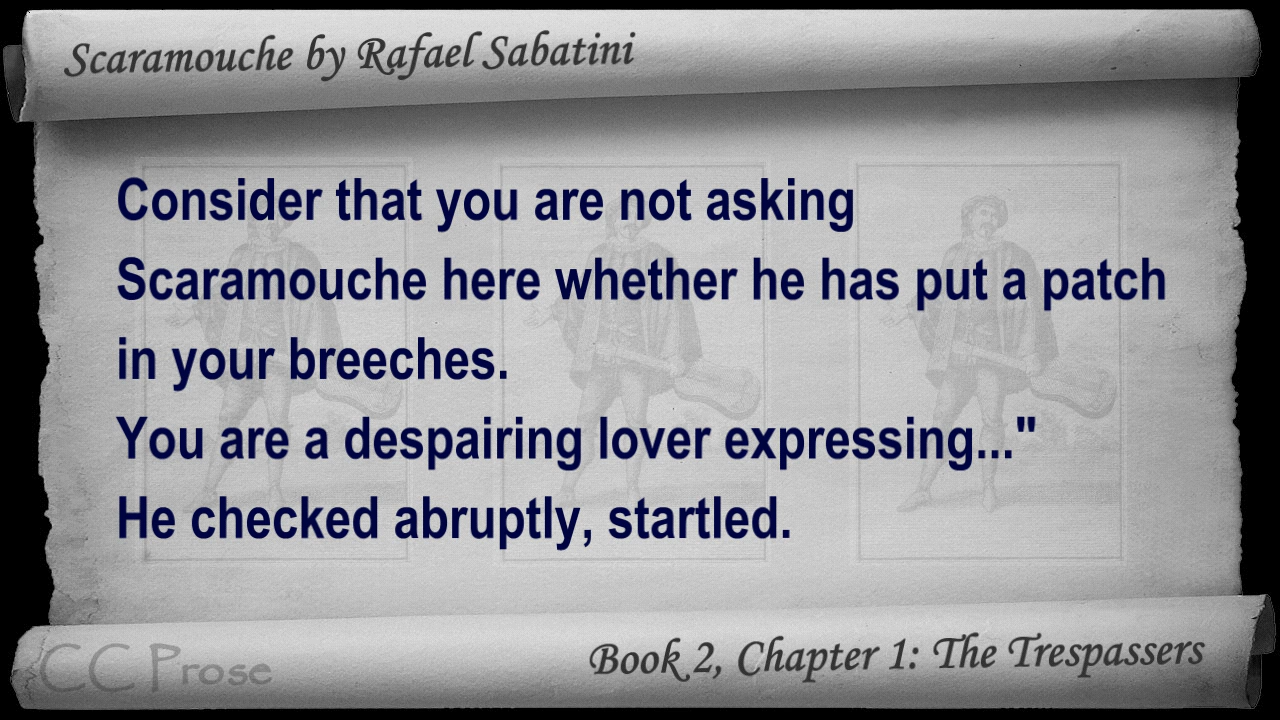 Scaramouche by Rafael Sabatini
Consider that you are not asking
Scaramouche here whether he has put a patch
in your breeches.
You are a despairing lover expressing..."
He checked abruptly, startled.
CC Prose
Book 2, Chapter 1: The Trespassers